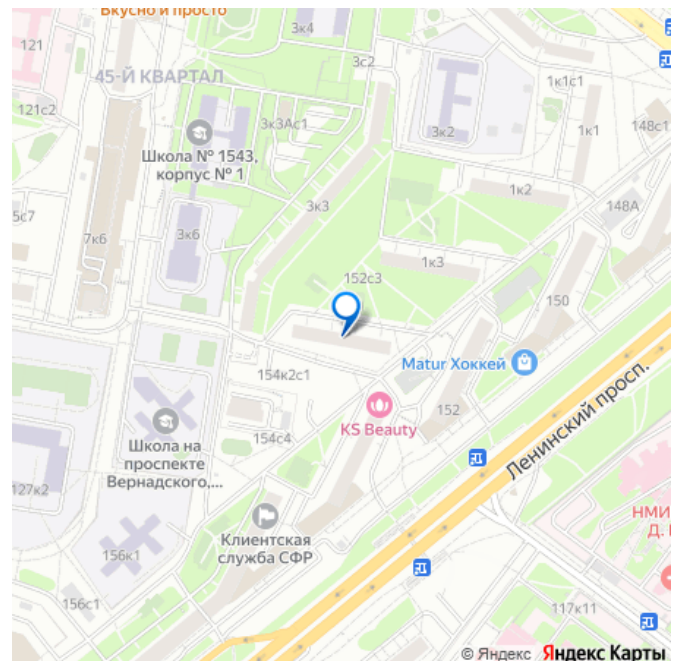 Вкусно и просто
121
3к4
45-Й КВАРТАЛ
3с2
1к1с1
121с2
3к3Ас1
3к2
1к1
148с1
Школа № 1543,
корпус № 1
1к2
148А
5с7
3к3
7к6
3к6
1к3
152с3
150
Matur Хоккей
Ленинский просп.
154к2с1
KS Beauty
152
154с4
Школа на
проспекте
Вернадского,...
127к2
Клиентская
служба СФР
НМИ
Д.
156к1
156с1
117к11
© Яндекс Яндекс Карты